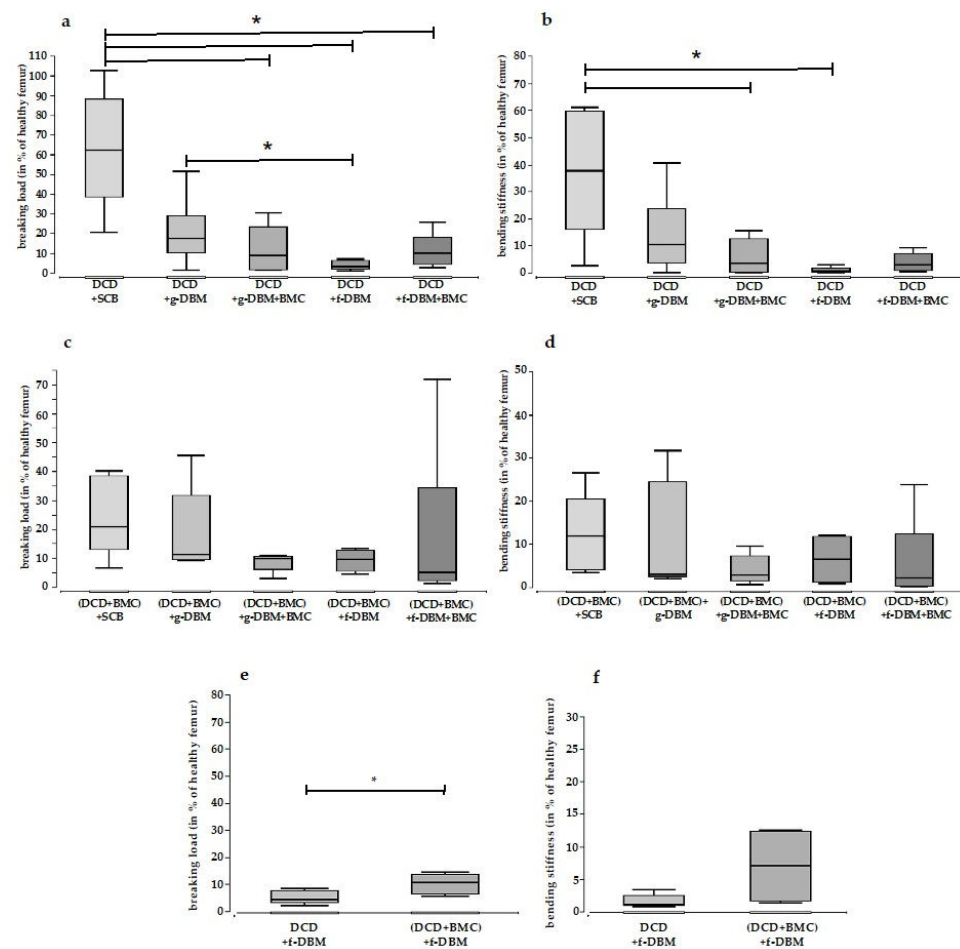 a
*
breaking load (in % of healthy femur)
110
100
90
80
70
60
50
40
30
20
10
0
*
DCD
+SCB
DCD
+g-DBM
DCD
+g-DBM+BMC
DCD
+f-DBM
DCD
+f-DBM+BMC
b
*
bending stiffness (in % of healthy femur)
80
70
60
50
40
30
20
10
0
DCD
+SCB
DCD
+g-DBM
DCD
+g-DBM+BMC
DCD
+f-DBM
DCD
+f-DBM+BMC
c
breaking load (in % of healthy femur)
70
60
50
40
30
20
10
0
(DCD+BMC)
+SCB
(DCD+BMC)
+g-DBM
(DCD+BMC)
+g-DBM+BMC
(DCD+BMC)
+f-DBM
(DCD+BMC)
+f-DBM+BMC
d
bending stiffness (in % of healthy femur)
50
40
30
20
10
0
(DCD+BMC)
+SCB
(DCD+BMC)+
g-DBM
(DCD+BMC)
+g-DBM+BMC
(DCD+BMC)
+f-DBM
(DCD+BMC)
+f-DBM+BMC
e
breaking load (in % of healthy femur)
80
70
60
50
40
30
20
10
0
*
DCD
+f-DBM
(DCD+BMC)
+f-DBM
f
bending stiffness (in % of healthy femur)
30
25
20
15
10
5
0
DCD
+f-DBM
(DCD+BMC)
+f-DBM